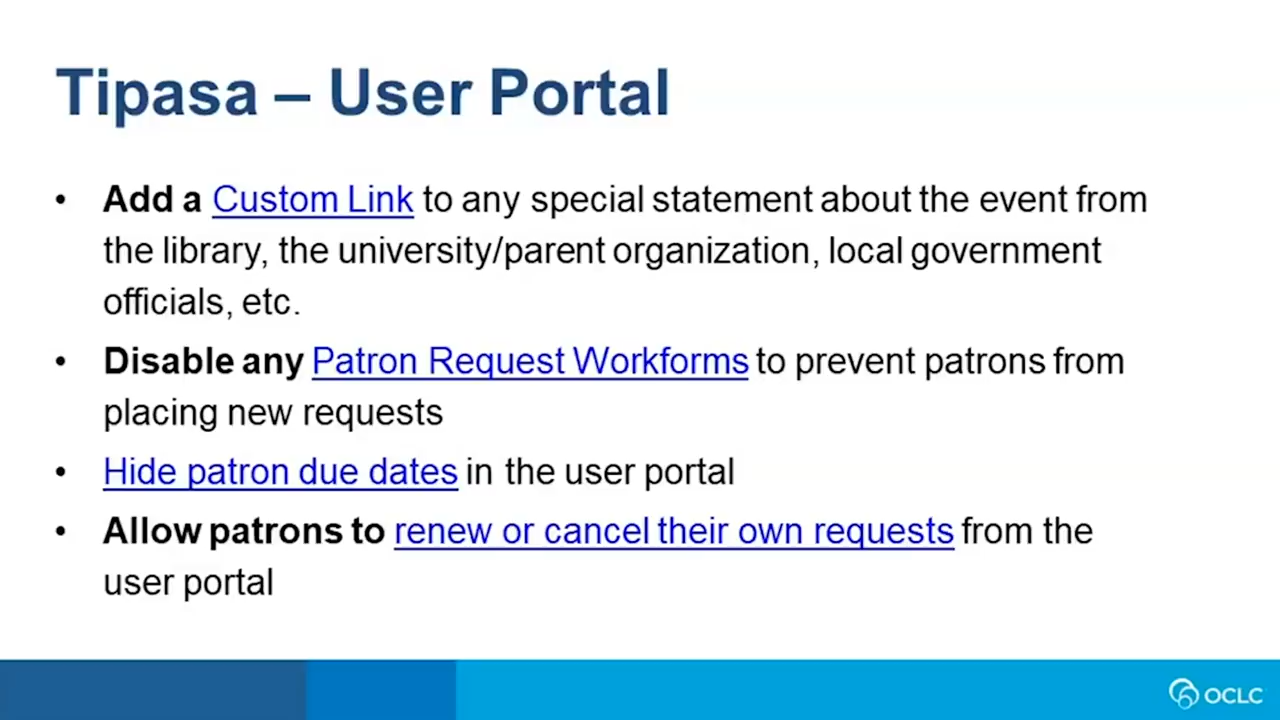 Tipasa – User Portal
• Add a Custom Link to any special statement about the event from
the library, the university/parent organization, local government
officials, etc.
• Disable any Patron Request Workforms to prevent patrons from
placing new requests
• Hide patron due dates in the user portal
• Allow patrons to renew or cancel their own requests from the
user portal
OCLC